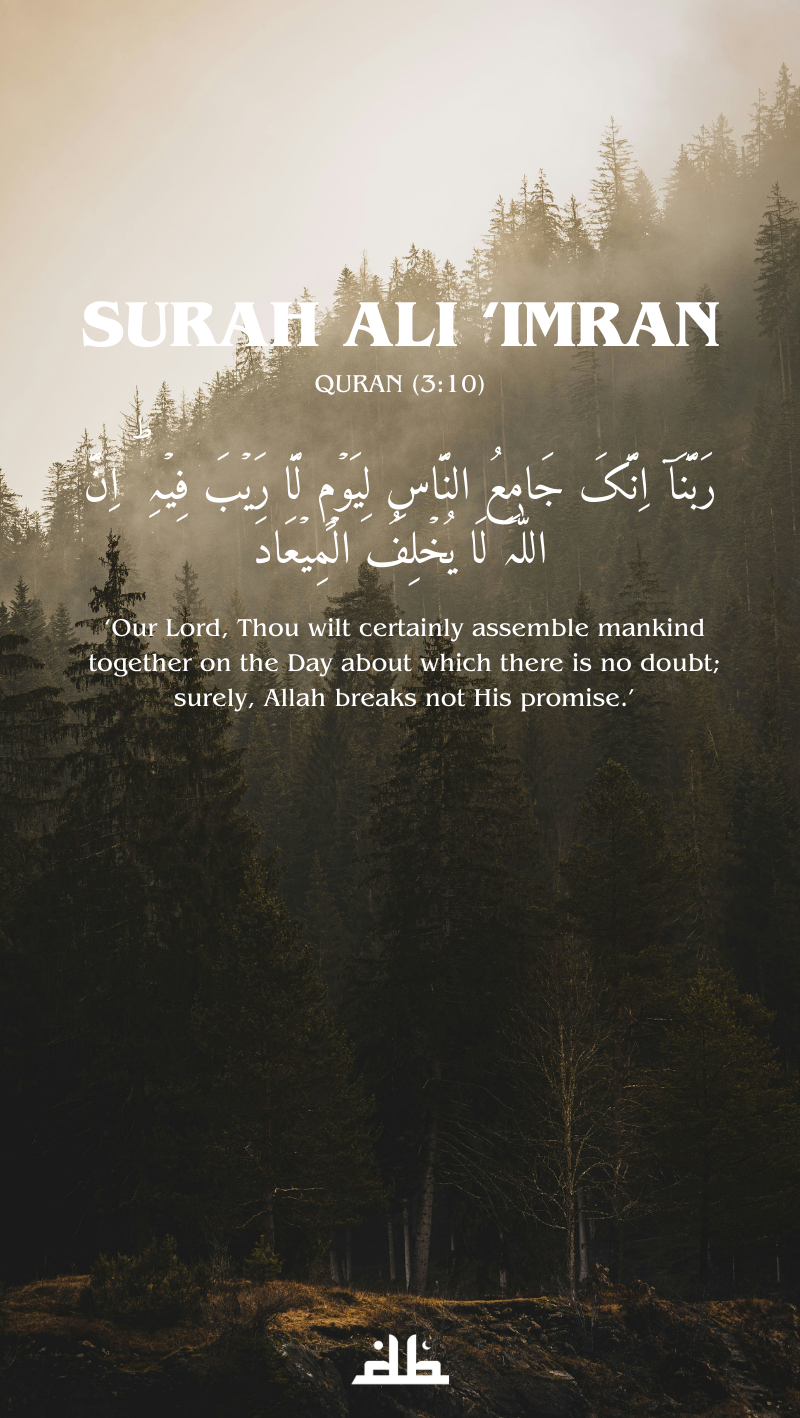 SURAH ALI ‘IMRAN
QURAN (3:10)
رَبَّنَاۤ اِنَّکَ جَامِعُ النَّاسِ لِیَوۡمٍ لَّا رَیۡبَ فِیۡہِ ؕ اِنَّ
اللّٰہَ لَا یُخۡلِفُ الۡمِیۡعَادَ
‘Our Lord, Thou wilt certainly assemble mankind
together on the Day about which there is no doubt;
surely, Allah breaks not His promise.’